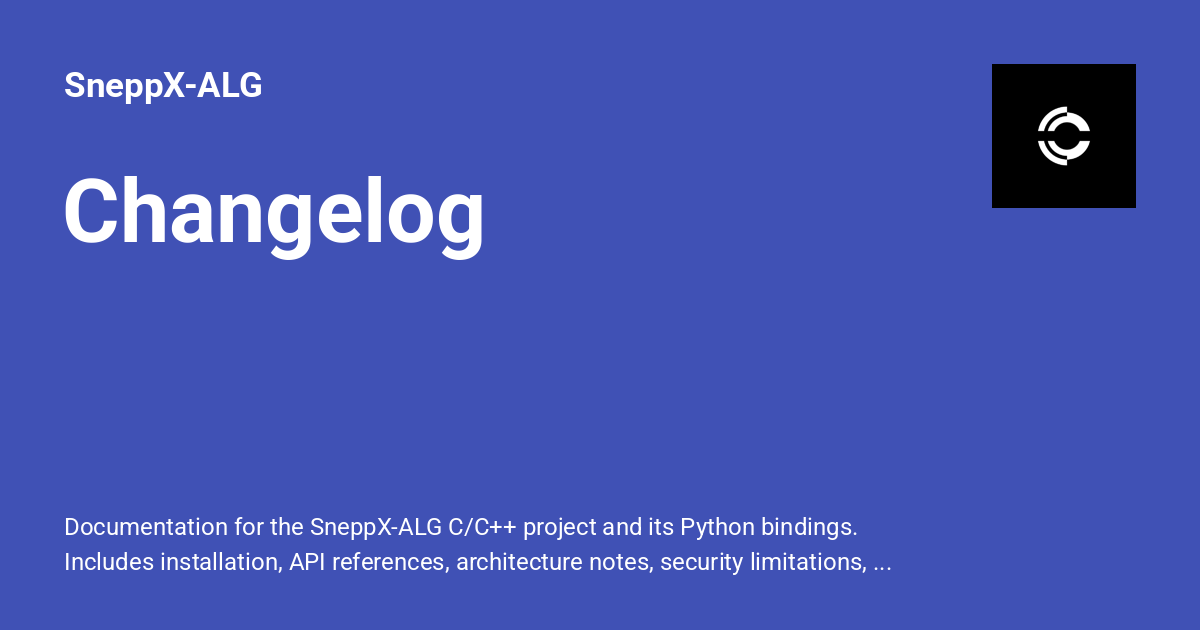 SneppX-ALG
Changelog
Documentation for the SneppX-ALG C/C++ project and its Python bindings.
Includes installation, API references, architecture notes, security limitations, ...